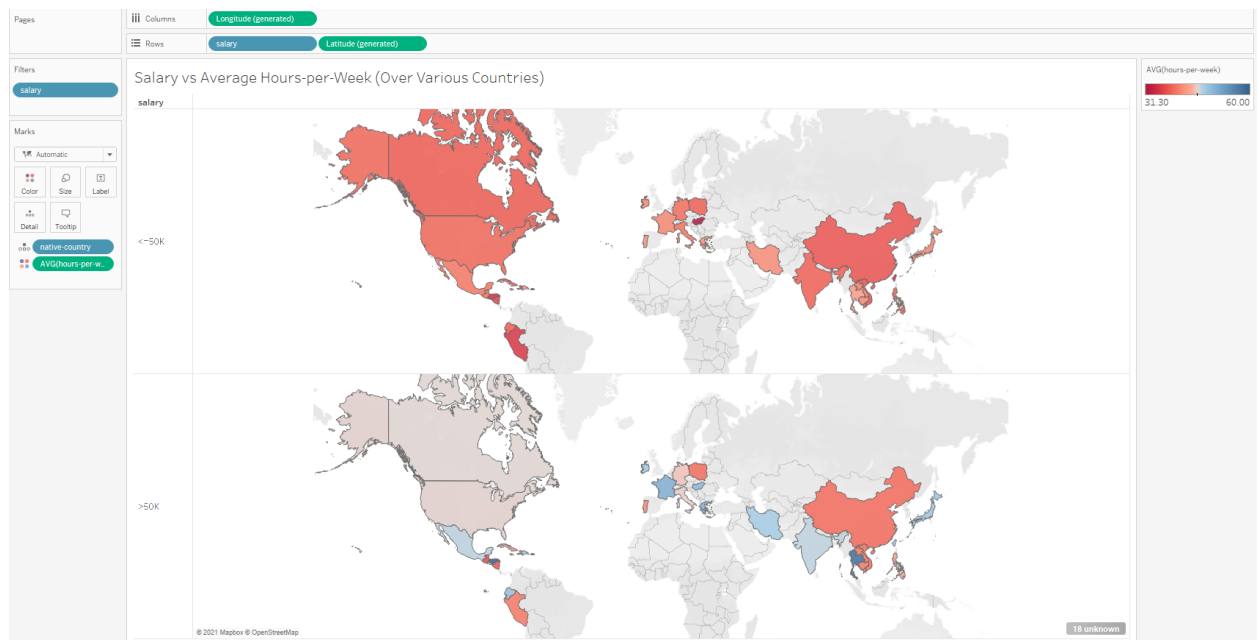 Pages
Columns
Longitude (generated)
Rows
salary
Latitude (generated)
Filters
salary
Salary vs Average Hours-per-Week (Over Various Countries)
AVG(hours-per-week)
31.30
60.00
Marks
Automatic
Color
Size
Label
Detail
Tooltip
native-country
AVG(hours-per-w..
salary
<=50K
>50K
© 2021 Mapbox © OpenStreetMap
18 unknown